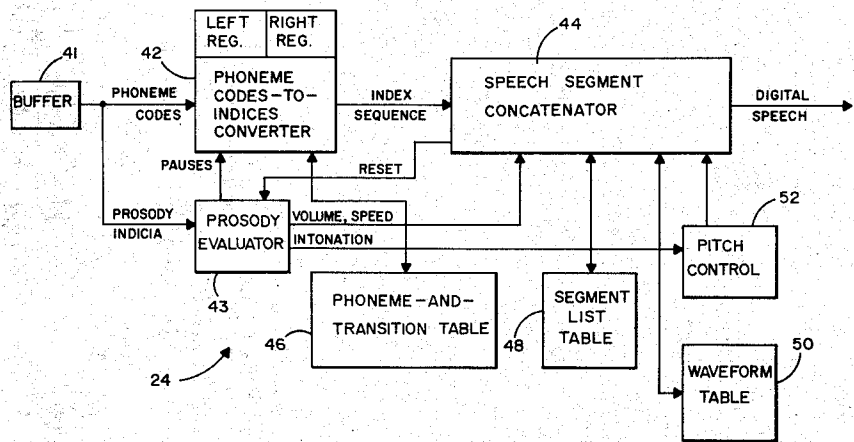 41
BUFFER
PHONEME
CODES
42
LEFT
REG.
RIGHT
REG.
PHONEME
CODES-TO-
INDICES
CONVERTER
INDEX
SEQUENCE
44
SPEECH SEGMENT
CONCATENATOR
DIGITAL
SPEECH
PAUSES
RESET
PROSODY
INDICIA
PROSODY
EVALUATOR
43
VOLUME, SPEED
INTONATION
52
PITCH
CONTROL
46
PHONEME-AND-
TRANSITION TABLE
48
SEGMENT
LIST
TABLE
50
WAVEFORM
TABLE
24